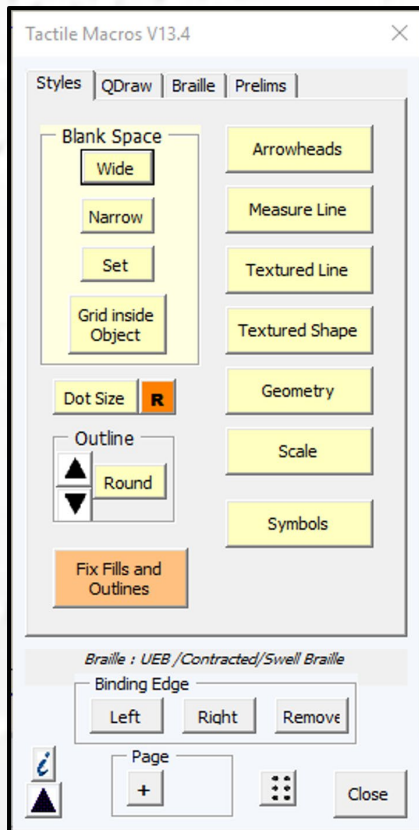 Tactile Macros V13.4
Styles QDraw Braille Prelims
Blank Space
Wide
Narrow
Set
Grid inside
Object
Dot Size R
Outline
Round
Fix Fills and
Outlines
Arrowheads
Measure Line
Textured Line
Textured Shape
Geometry
Scale
Symbols
Braille : UEB /Contracted/Swell Braille
Binding Edge
Left Right Remove
Page
i
+
Close